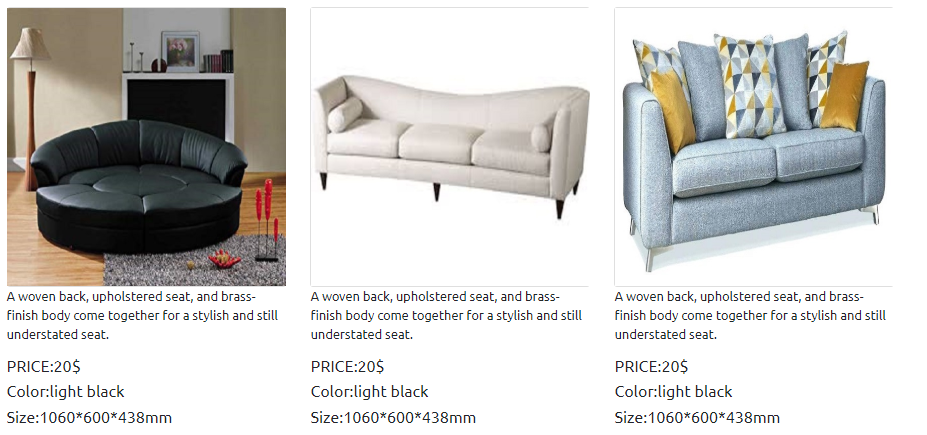 A woven back, upholstered seat, and brass-
finish body come together for a stylish and still
understated seat.
PRICE:20$
Color:light black
Size:1060*600*438mm
A woven back, upholstered seat, and brass-
finish body come together for a stylish and still
understated seat.
PRICE:20$
Color:light black
Size:1060*600*438mm
A woven back, upholstered seat, and brass-
finish body come together for a stylish and still
understated seat.
PRICE:20$
Color:light black
Size:1060*600*438mm